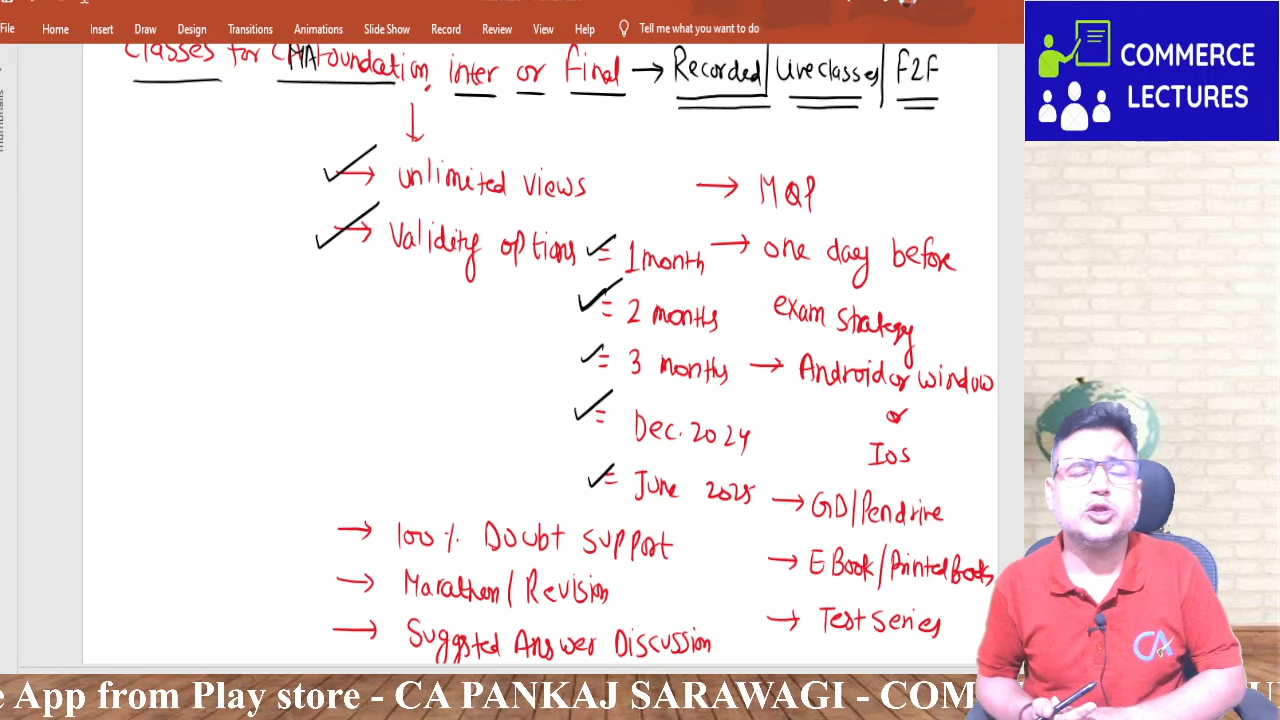 File Home Insert Draw Design Transitions Animations Slide Show Record Review View Help Tell me what you want to do
COMMERCE
LECTURES
Classes for CMA Foundation, inter or final → Recorded/ Live classes/ F2F
→ unlimited views
→ Validity options = 1 month
= 2 months
= 3 months
= Dec. 2024
= June 2025
→ 100% Doubt support
→ Marathon/ Revision
→ Suggsted Answer Discussion
→ MQP
→ one day before
exam strategy
→ Android or window
or
Ios
→ GD/Pendrive
→ E Book/Printed Books
→ Test series
CA
e App from Play store - CA PANKAJ SARAWAGI - COM